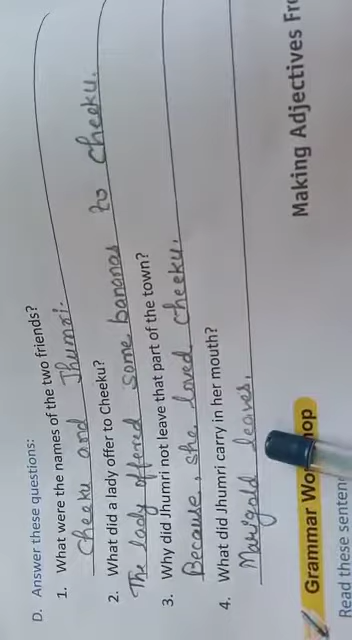 D. Answer these questions:
1. What were the names of the two friends?
Cheeku and Jhumri.
2. What did a lady offer to Cheeku?
The lady offered some bananas to cheeku.
3. Why did Jhumri not leave that part of the town?
Because, she loved cheeku.
4. What did Jhumri carry in her mouth?
Marigold leaves.
Grammar Wo op
Making Adjectives Fr
Read these senten